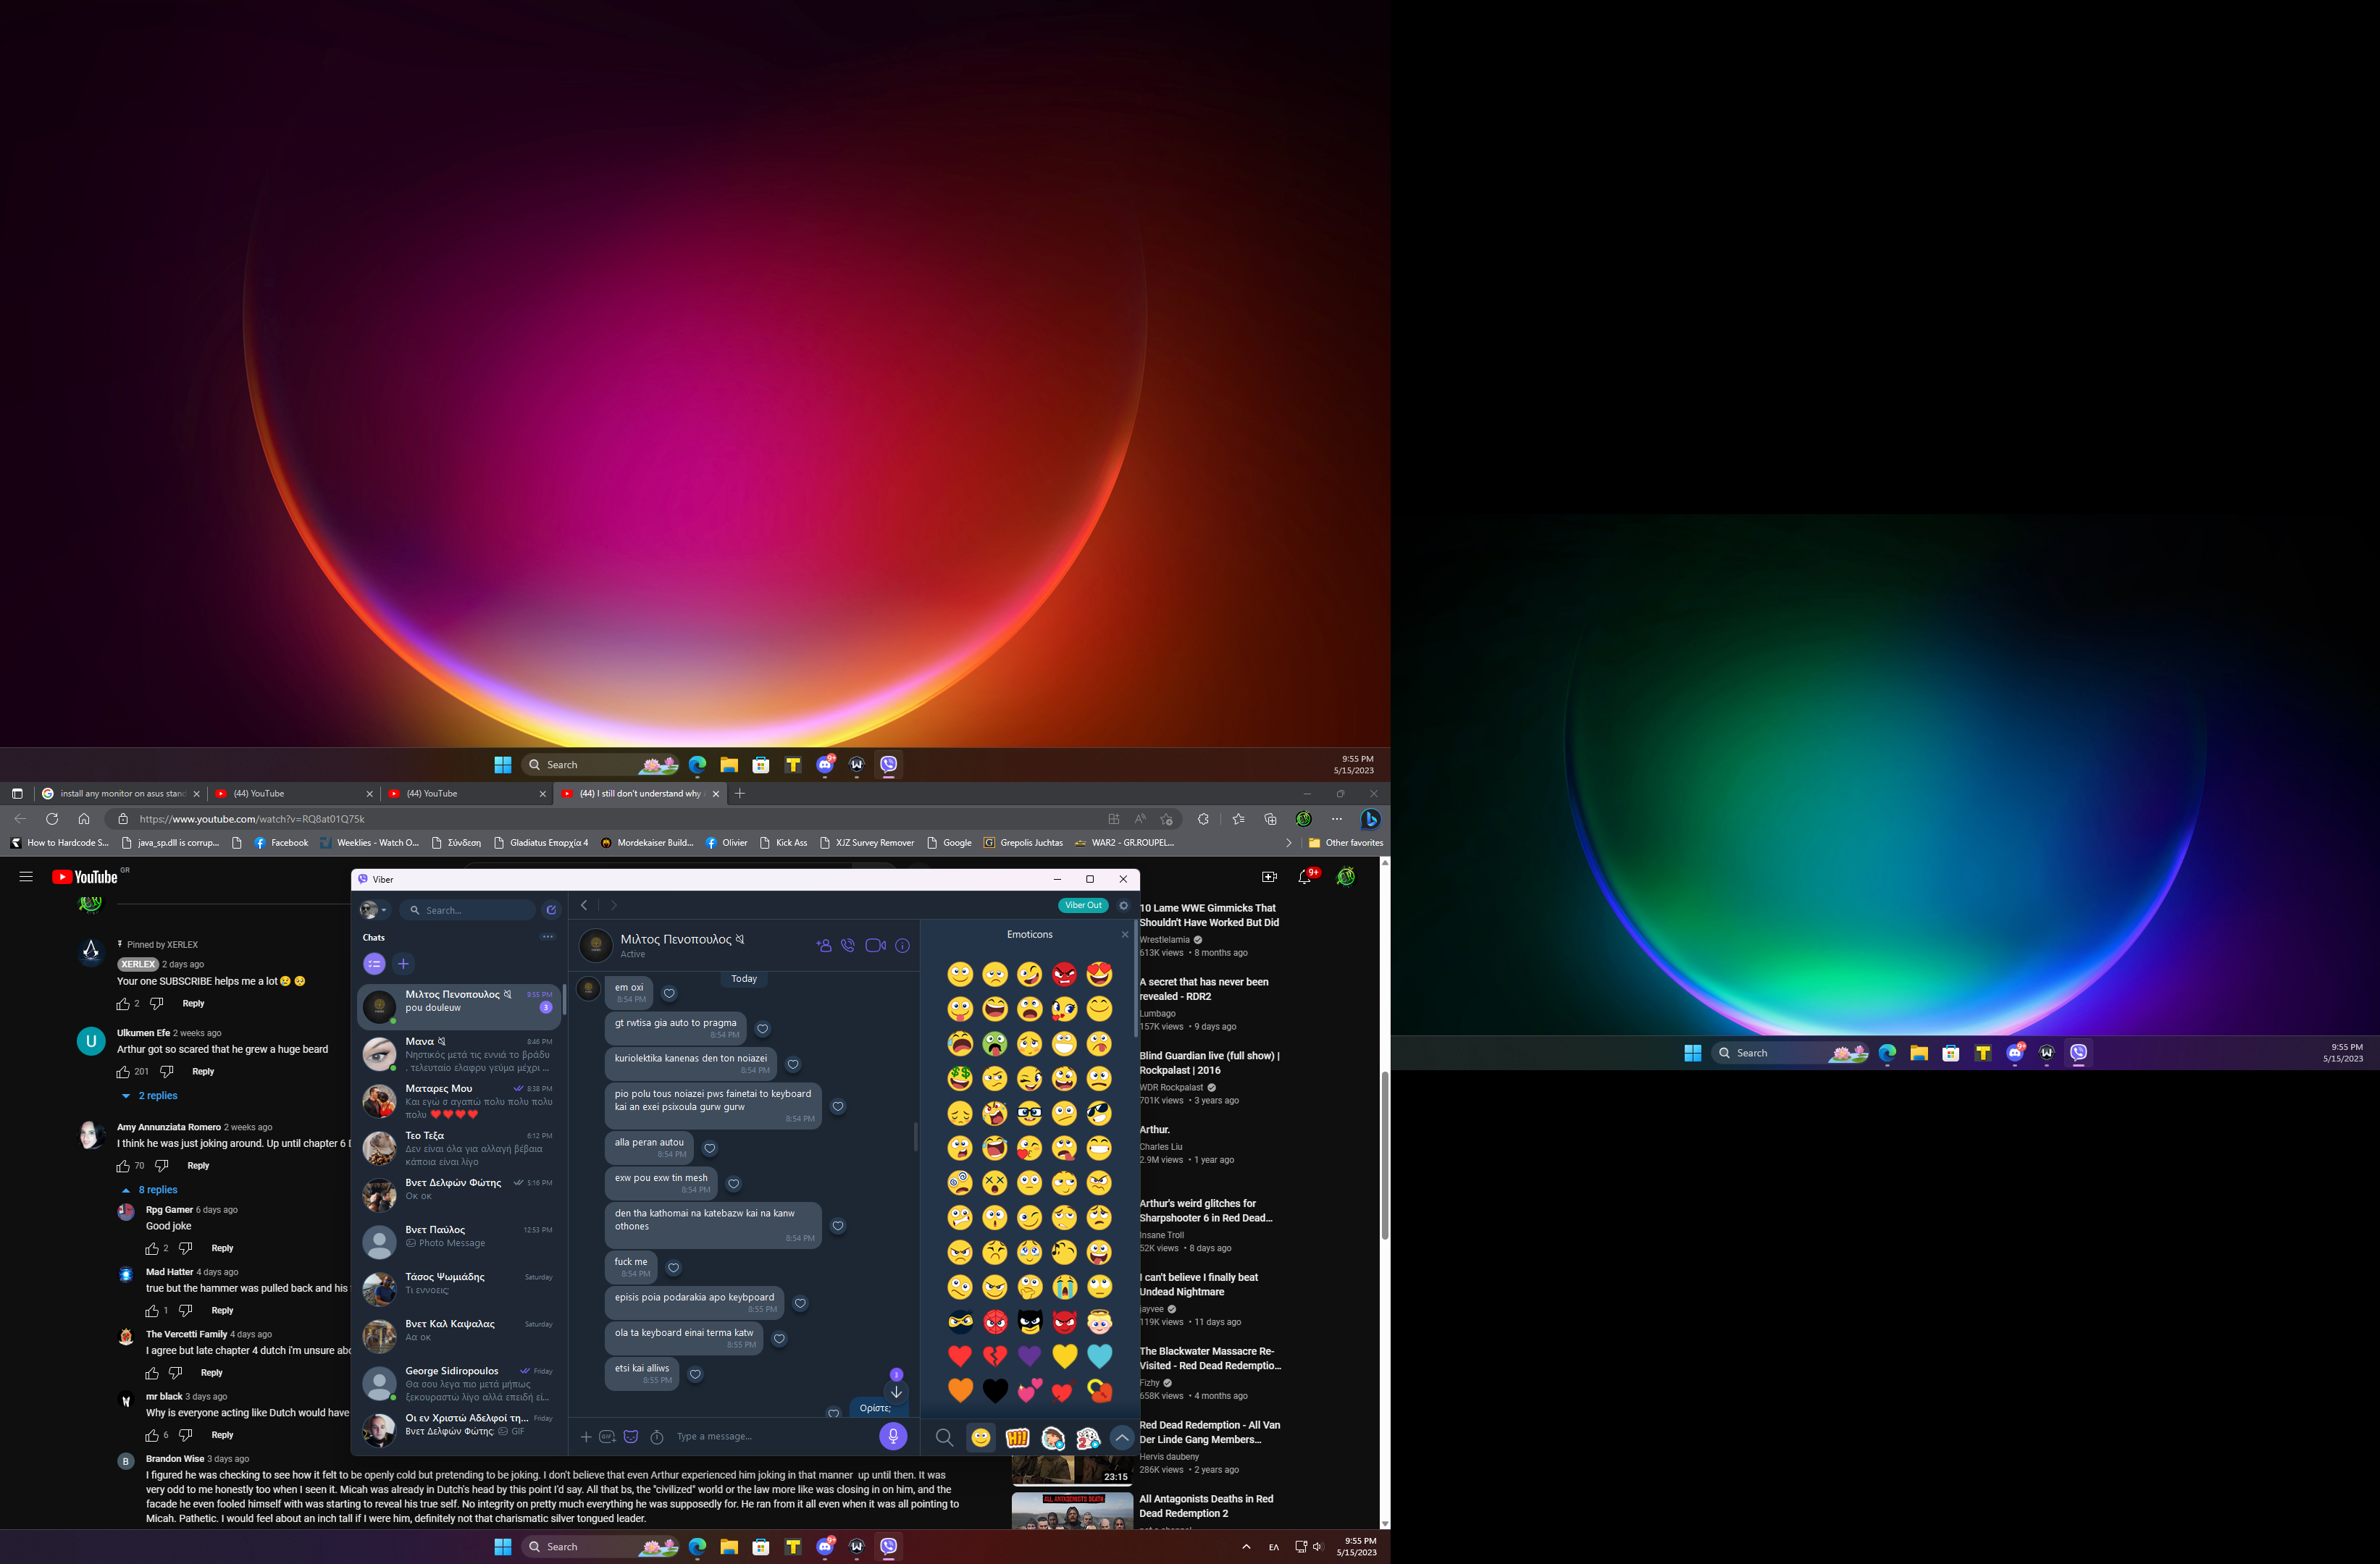 Search
9:55 PM
5/15/2023
install any monitor on asus stand
(44) YouTube
(44) YouTube
(44) I still don't understand why
https://www.youtube.com/watch?v=RQ8at01Q75k
How to Hardcode S...
java_sp.dll is corrup...
Facebook
Weeklies - Watch O...
Σύνδεση
Gladiatus Επαρχία 4
Mordekaiser Build...
Olivier
Kick Ass
XJZ Survey Remover
Google
Grepolis Juchtas
WAR2 - GR.ROUPEL...
Other favorites
YouTube GR
9+
Pinned by XERLEX
XERLEX 2 days ago
Your one SUBSCRIBE helps me a lot 😢 🥺
2 Reply
Ulkumen Efe 2 weeks ago
Arthur got so scared that he grew a huge beard
201 Reply
2 replies
Amy Annunziata Romero 2 weeks ago
I think he was just joking around. Up until chapter 6
70 Reply
8 replies
Rpg Gamer 6 days ago
Good joke
2 Reply
Mad Hatter 4 days ago
true but the hammer was pulled back and his
1 Reply
The Vercetti Family 4 days ago
I agree but late chapter 4 dutch i'm unsure
Reply
mr black 3 days ago
Why is everyone acting like Dutch would have
6 Reply
Brandon Wise 3 days ago
I figured he was checking to see how it felt to be openly cold but pretending to be joking. I don't believe that even Arthur experienced him joking in that manner up until then. It was
very odd to me honestly too when I seen it. Micah was already in Dutch's head by this point I'd say. All that bs, the "civilized" world or the law more like was closing in on him, and the
facade he even fooled himself with was starting to reveal his true self. No integrity on pretty much everything he was supposedly for. He ran from it all even when it was all pointing to
Micah. Pathetic. I would feel about an inch tall if I were him, definitely not that charismatic silver tongued leader.
Viber
Search...
Chats
Μιλτος Πενοπουλος 9:55 PM
pou douleuw 3
Μανα 8:46 PM
Νηστικός μετά τις εννιά το βράδυ
. τελευταίο ελαφρυ γεύμα μέχρι ...
Ματαρες Μου 8:38 PM
Και εγώ σ αγαπώ πολυ πολυ πολυ
πολυ ❤❤❤❤
Τεο Τεξα 6:12 PM
Δεν είναι όλα για αλλαγή βέβαια
κάποια είναι λίγο
Βνετ Δελφών Φώτης 5:16 PM
Οκ οκ
Βνετ Παύλος 12:53 PM
Photo Message
Τάσος Ψωμιάδης Saturday
Τι εννοεις;
Βνετ Καλ Καψαλας Saturday
Αα οκ
George Sidiropoulos Friday
Θα σου λεγα πιο μετά μήπως
ξεκουραστώ λίγο αλλά επειδή εί...
Οι εν Χριστώ Αδελφοί τη... Friday
Βνετ Δελφών Φώτης: GIF
Viber Out
Μιλτος Πενοπουλος
Active
Today
em oxi
8:54 PM
gt rwtisa gia auto to pragma
8:54 PM
kuriolektika kanenas den ton noiazei
8:54 PM
pio polu tous noiazei pws fainetai to keyboard
kai an exei psixoula gurw gurw
8:54 PM
alla peran autou
8:54 PM
exw pou exw tin mesh
8:54 PM
den tha kathomai na katebazw kai na kanw
othones
8:54 PM
fuck me
8:54 PM
episis poia podarakia apo keybpoard
8:55 PM
ola ta keyboard einai terma katw
8:55 PM
etsi kai alliws
8:55 PM
3
Ορίστε;
GIF
Type a message...
Emoticons
Hi!
10 Lame WWE Gimmicks That
Shouldn't Have Worked But Did
Wrestlelamia
613K views • 8 months ago
A secret that has never been
revealed - RDR2
Lumbago
157K views • 9 days ago
Blind Guardian live (full show) |
Rockpalast | 2016
WDR Rockpalast
701K views • 3 years ago
Arthur.
Charles Liu
2.9M views • 1 year ago
Arthur's weird glitches for
Sharpshooter 6 in Red Dead...
Insane Troll
52K views • 8 days ago
I can't believe I finally beat
Undead Nightmare
jayvee
119K views • 11 days ago
The Blackwater Massacre Re-
Visited - Red Dead Redemptio...
Fizhy
658K views • 4 months ago
Red Dead Redemption - All Van
Der Linde Gang Members...
Hervis daubeny
286K views • 2 years ago
23:15
ALL ANTAGONISTS DEATH
All Antagonists Deaths in Red
Dead Redemption 2
Search
ΕΛ
9:55 PM
5/15/2023
Search
9:55 PM
5/15/2023